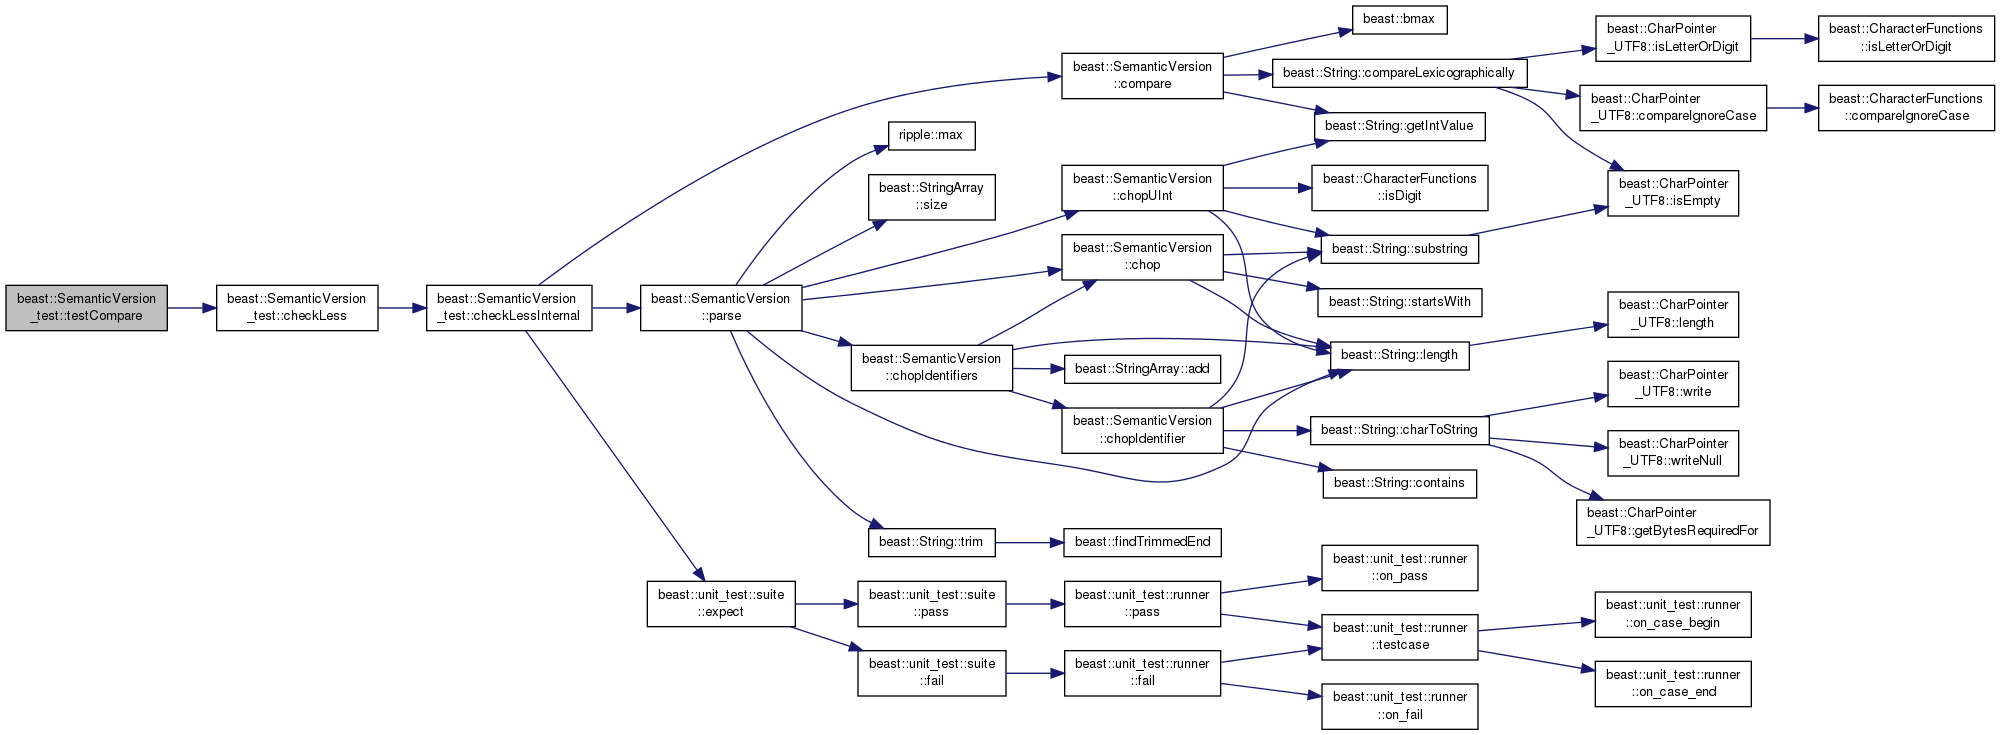 beast::SemanticVersion
_test::testCompare
beast::SemanticVersion
_test::checkLess
beast::SemanticVersion
_test::checkLessInternal
beast::SemanticVersion
::parse
beast::unit_test::suite
::expect
ripple::max
beast::StringArray
::size
beast::SemanticVersion
::chopIdentifiers
beast::String::trim
beast::unit_test::suite
::pass
beast::unit_test::suite
::fail
beast::SemanticVersion
::compare
beast::SemanticVersion
::chopUInt
beast::SemanticVersion
::chop
beast::StringArray::add
beast::SemanticVersion
::chopIdentifier
beast::findTrimmedEnd
beast::unit_test::runner
::pass
beast::unit_test::runner
::fail
beast::bmax
beast::String::compareLexicographically
beast::String::getIntValue
beast::CharacterFunctions
::isDigit
beast::String::substring
beast::String::startsWith
beast::String::length
beast::String::charToString
beast::String::contains
beast::unit_test::runner
::on_pass
beast::unit_test::runner
::testcase
beast::unit_test::runner
::on_fail
beast::CharPointer
_UTF8::isLetterOrDigit
beast::CharPointer
_UTF8::compareIgnoreCase
beast::CharPointer
_UTF8::isEmpty
beast::CharPointer
_UTF8::length
beast::CharPointer
_UTF8::write
beast::CharPointer
_UTF8::writeNull
beast::CharPointer
_UTF8::getBytesRequiredFor
beast::unit_test::runner
::on_case_begin
beast::unit_test::runner
::on_case_end
beast::CharacterFunctions
::isLetterOrDigit
beast::CharacterFunctions
::compareIgnoreCase